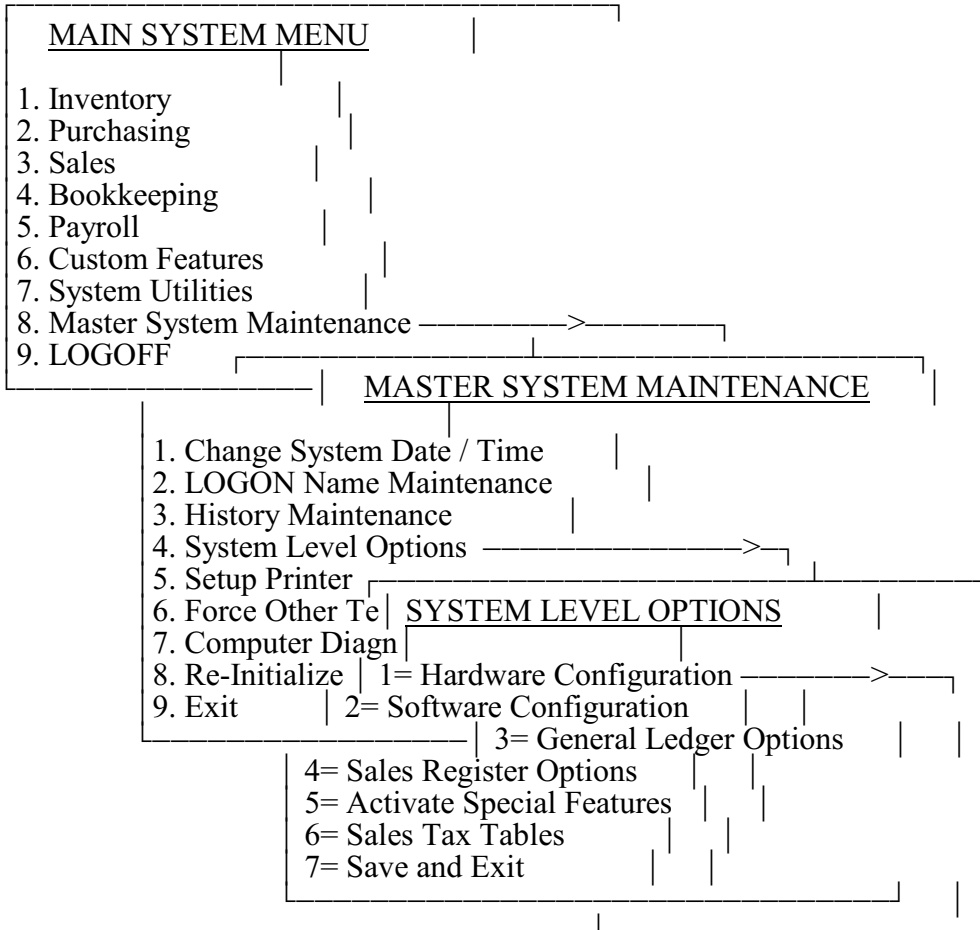 MAIN SYSTEM MENU
1. Inventory
2. Purchasing
3. Sales
4. Bookkeeping
5. Payroll
6. Custom Features
7. System Utilities
8. Master System Maintenance
9. LOGOFF
MASTER SYSTEM MAINTENANCE
1. Change System Date / Time
2. LOGON Name Maintenance
3. History Maintenance
4. System Level Options
5. Setup Printer
6. Force Other Te
SYSTEM LEVEL OPTIONS
7. Computer Diagn
8. Re-Initialize
1= Hardware Configuration
9. Exit
2= Software Configuration
3= General Ledger Options
4= Sales Register Options
5= Activate Special Features
6= Sales Tax Tables
7= Save and Exit